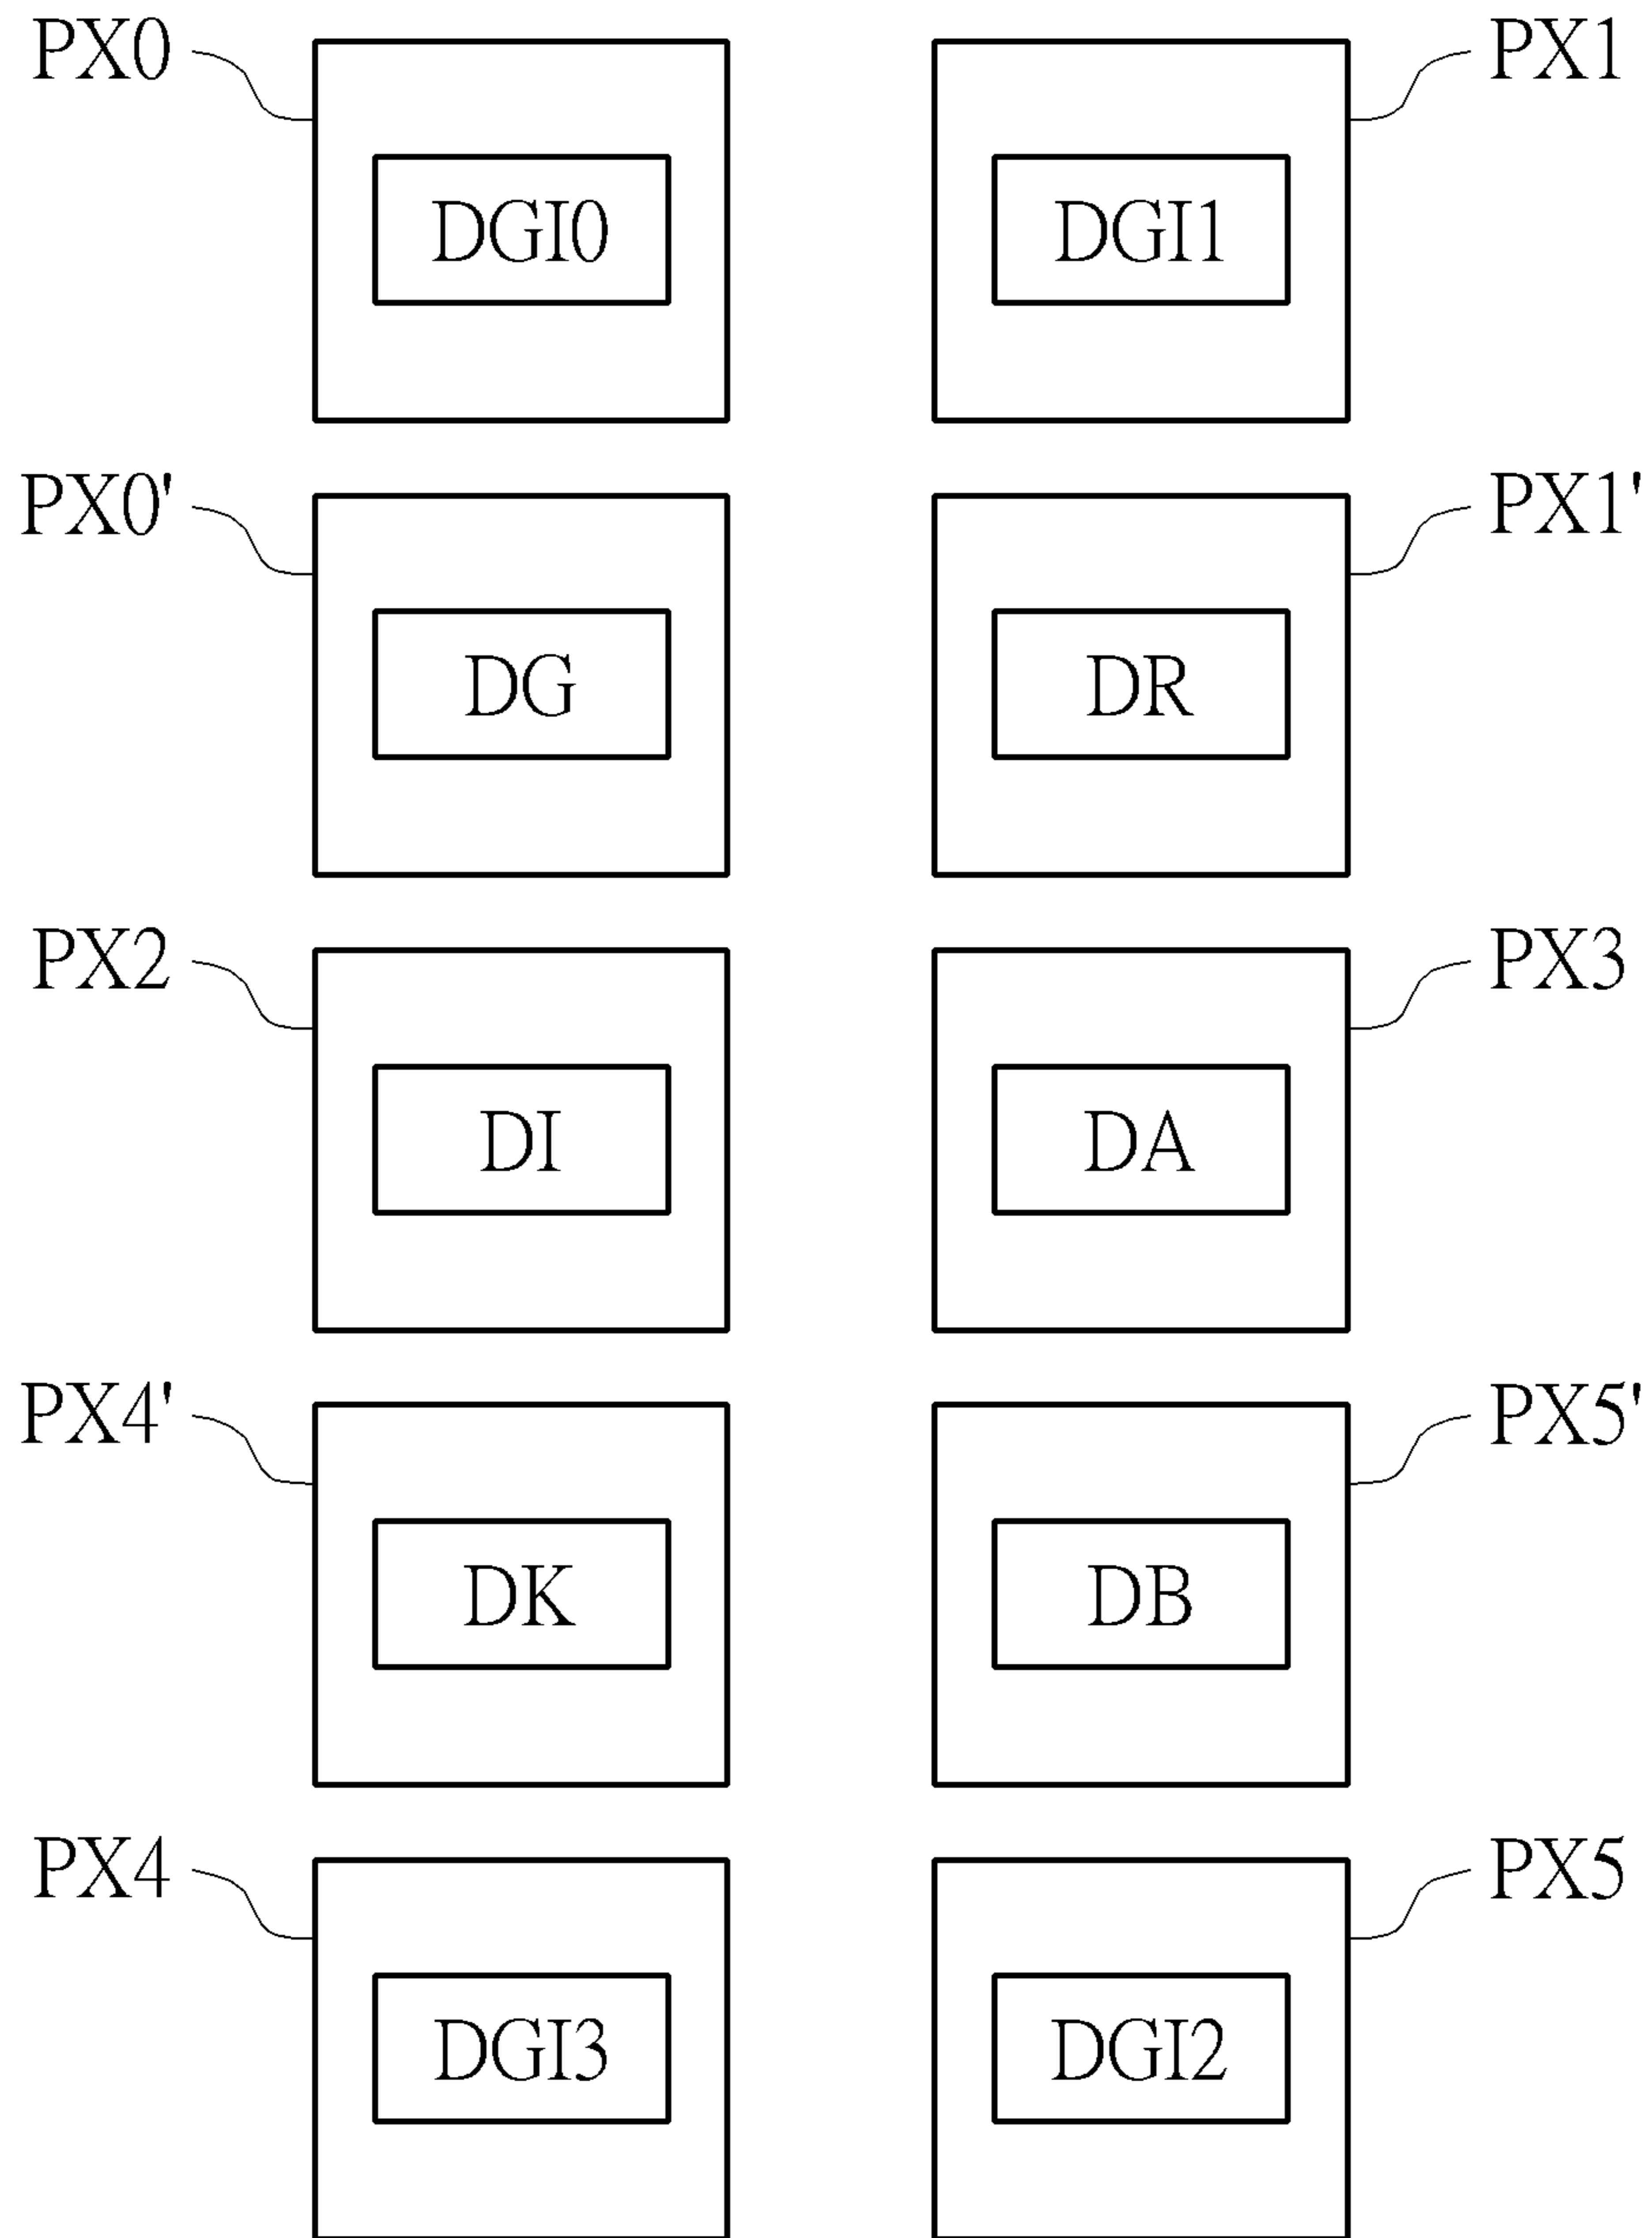 PX0 DGI0 DGI1 PX1
PX0' DG DR PX1'
PX2 DI DA PX3
PX4' DK DB PX5'
PX4 DGI3 DGI2 PX5